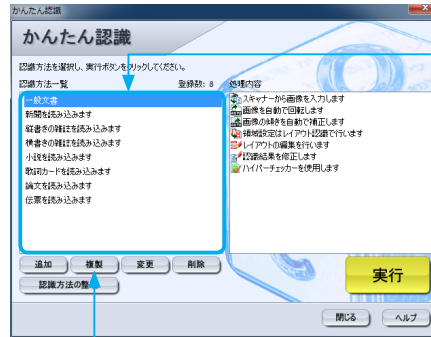 かんたん認識
かんたん認識
認識方法を選択し、実行ボタンをクリックしてください。
認識方法一覧 登録数: 8 処理内容
一般文書
新聞を読み込みます
縦書きの雑誌を読み込みます
横書きの雑誌を読み込みます
小説を読み込みます
歌詞カードを読み込みます
論文を読み込みます
伝票を読み込みます
スキャナーから画像を入力します
画像を自動で回転します
画像の傾きを自動で補正します
領域設定はレイアウト認識で行います
レイアウトの編集を行います
認識結果を修正します
ハイパーチェッカーを使用します
追加 複製 変更 削除
認識方法の整
実行
閉じる ヘルプ